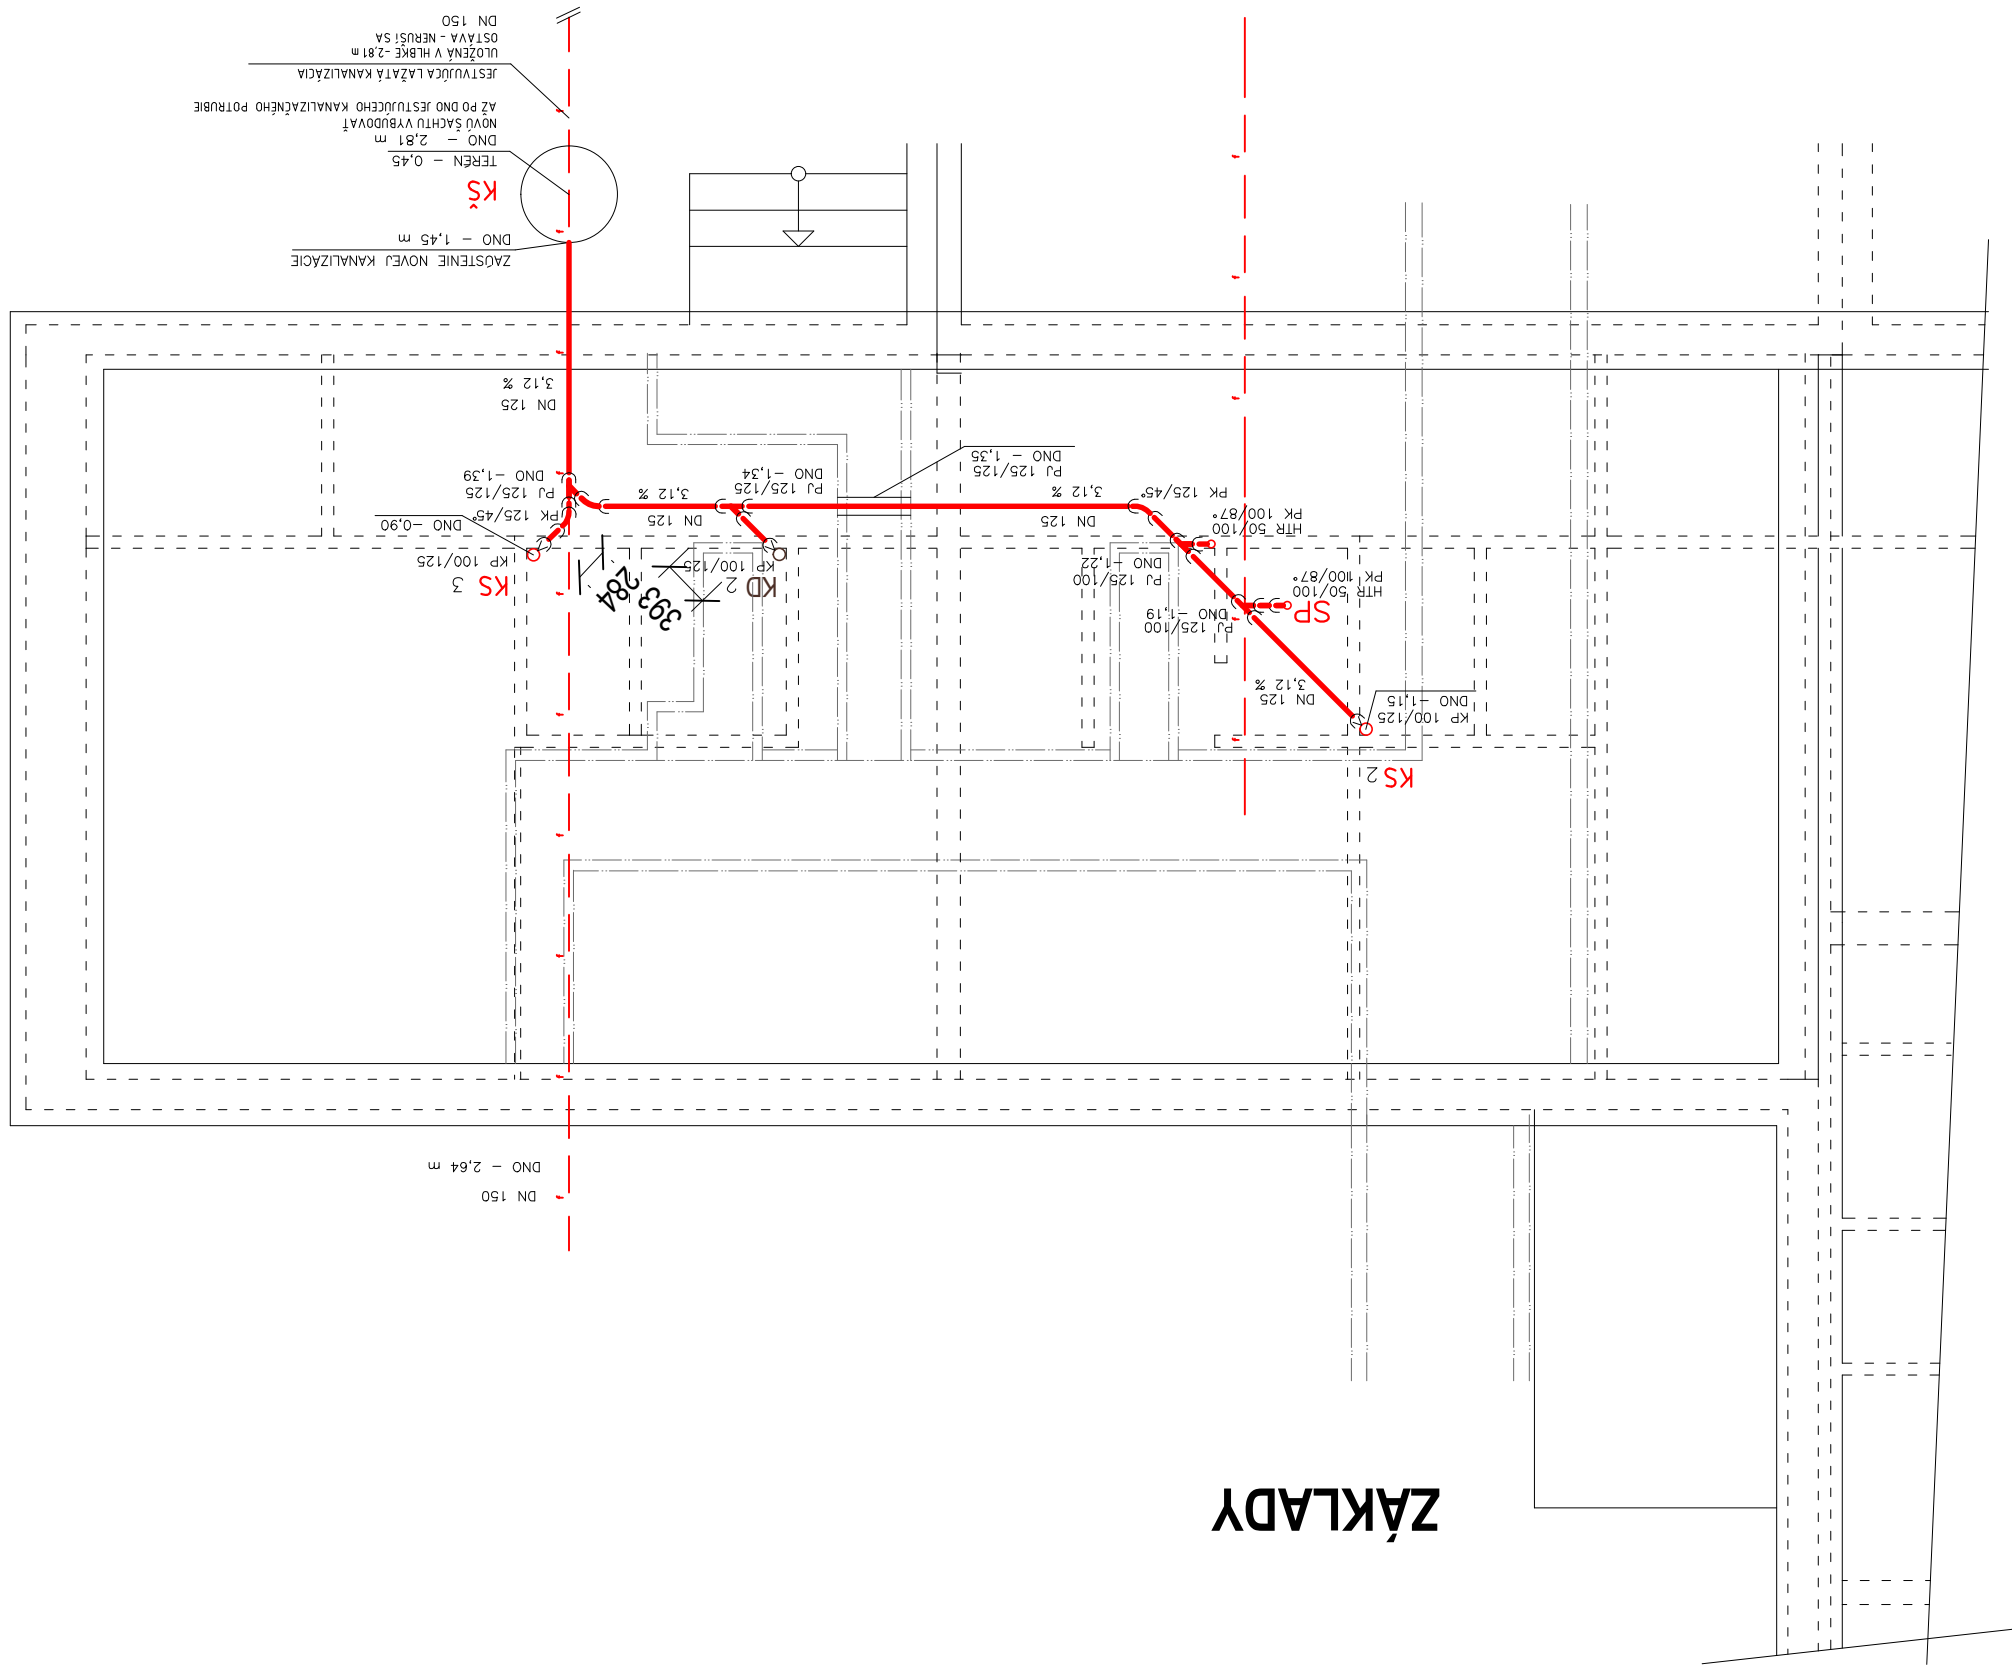 ZÁKLADY
DN 150
DNO – 2,64 m
KS 2
KP 100/125
DNO –1,15
DN 125
3,12 %
PJ 125/100
DNO –1,19
SP
HTR 50/100
PK 100/87°
PJ 125/100
DNO –1,22
HTR 50/100
PK 100/87°
DN 125
3,12 %
PK 125/45°
PJ 125/125
DNO – 1,35
KD 2
KP 100/125
393
284
PJ 125/125
DNO –1,34
DN 125
3,12 %
KS 3
KP 100/125
DNO –0,90
PK 125/45°
PJ 125/125
DNO –1,39
DN 125
3,12 %
ZAÚSTENIE NOVEJ KANALIZÁCIE
DNO – 1,45 m
KŠ
TERÉN – 0,45
DNO – 2,81 m
NOVÚ ŠACHTU VYBUDOVAŤ
AŽ PO DNO JESTUJÚCEHO KANALIZAČNÉHO POTRUBIE
JESTVUJÚCA LAŽATÁ KANALIZÁCIA
ULOŽENÁ V HLBKE -2,81m
OSTÁVA - NERUSÍ SA
DN 150